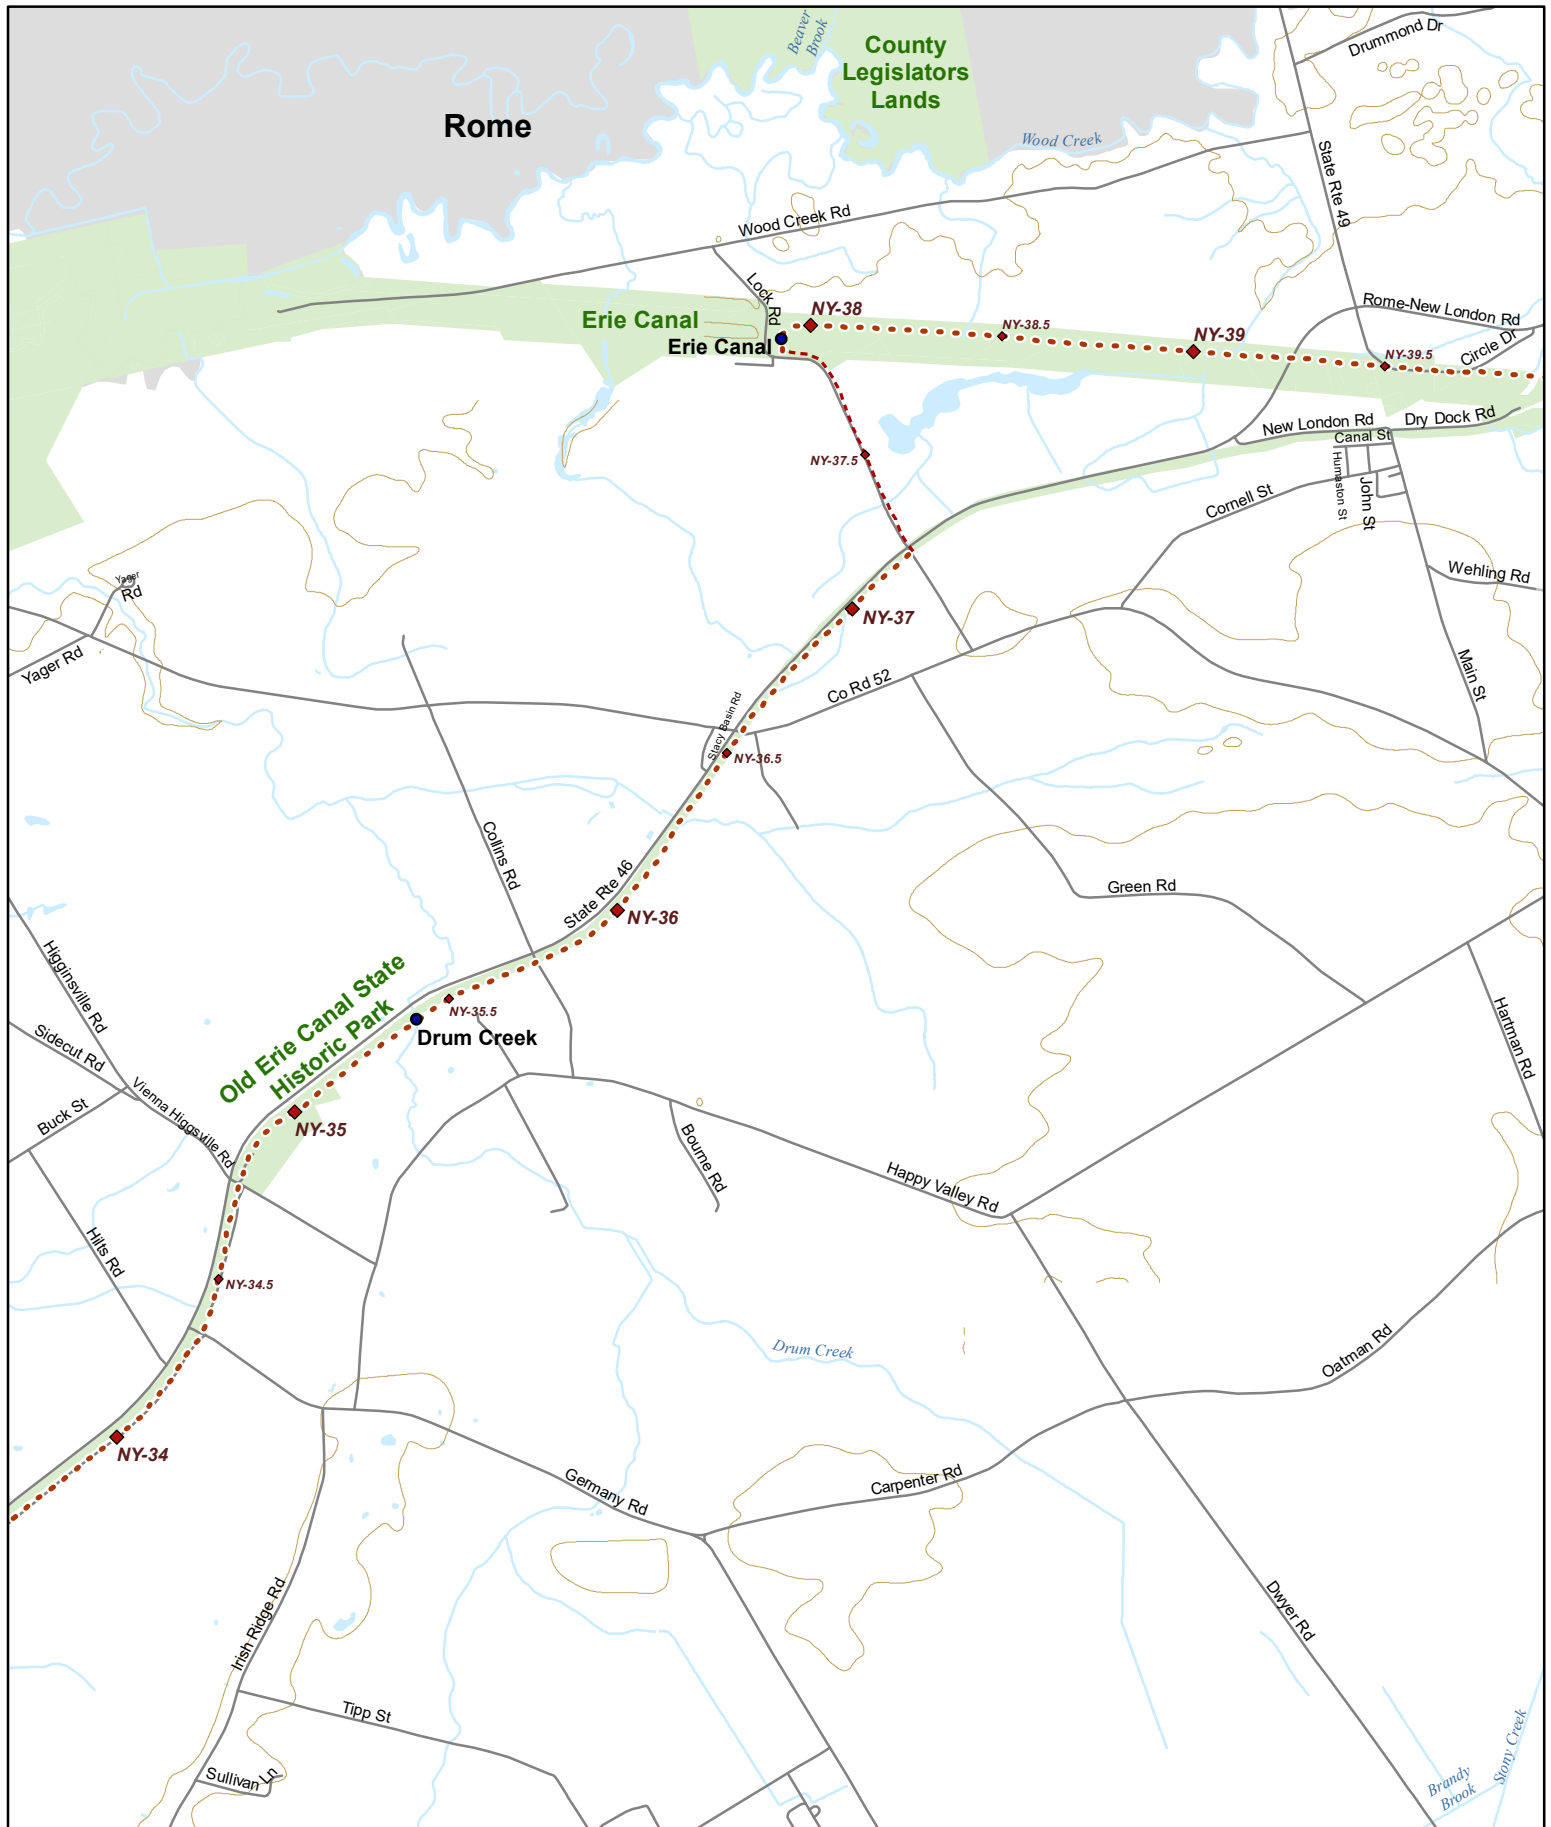 Beaver
Brook
County
Legislators
Lands
Drummond Dr
Rome
Wood Creek
State Rte 49
Wood Creek Rd
Lock Rd
Erie Canal
NY-38
Erie Canal
NY-38.5
NY-39
Rome-New London Rd
Circle Dr
NY-39.5
New London Rd
Dry Dock Rd
Canal St
NY-37.5
Humaston St
John St
Cornell St
Yager
Rd
Wehling Rd
NY-37
Yager Rd
Main St
Co Rd 52
Stacy Basin Rd
NY-36.5
Collins Rd
State Rte 46
Green Rd
NY-36
Higginsville Rd
Old Erie Canal State
Historic Park
NY-35.5
Drum Creek
Hartman Rd
Sidecut Rd
Vienna Higgsville Rd
Buck St
NY-35
Bourne Rd
Happy Valley Rd
Hilts Rd
NY-34.5
Drum Creek
Oatman Rd
NY-34
Germany Rd
Carpenter Rd
Irish Ridge Rd
Dwyer Rd
Tipp St
Sullivan Ln
Brandy
Brook
Stony Creek